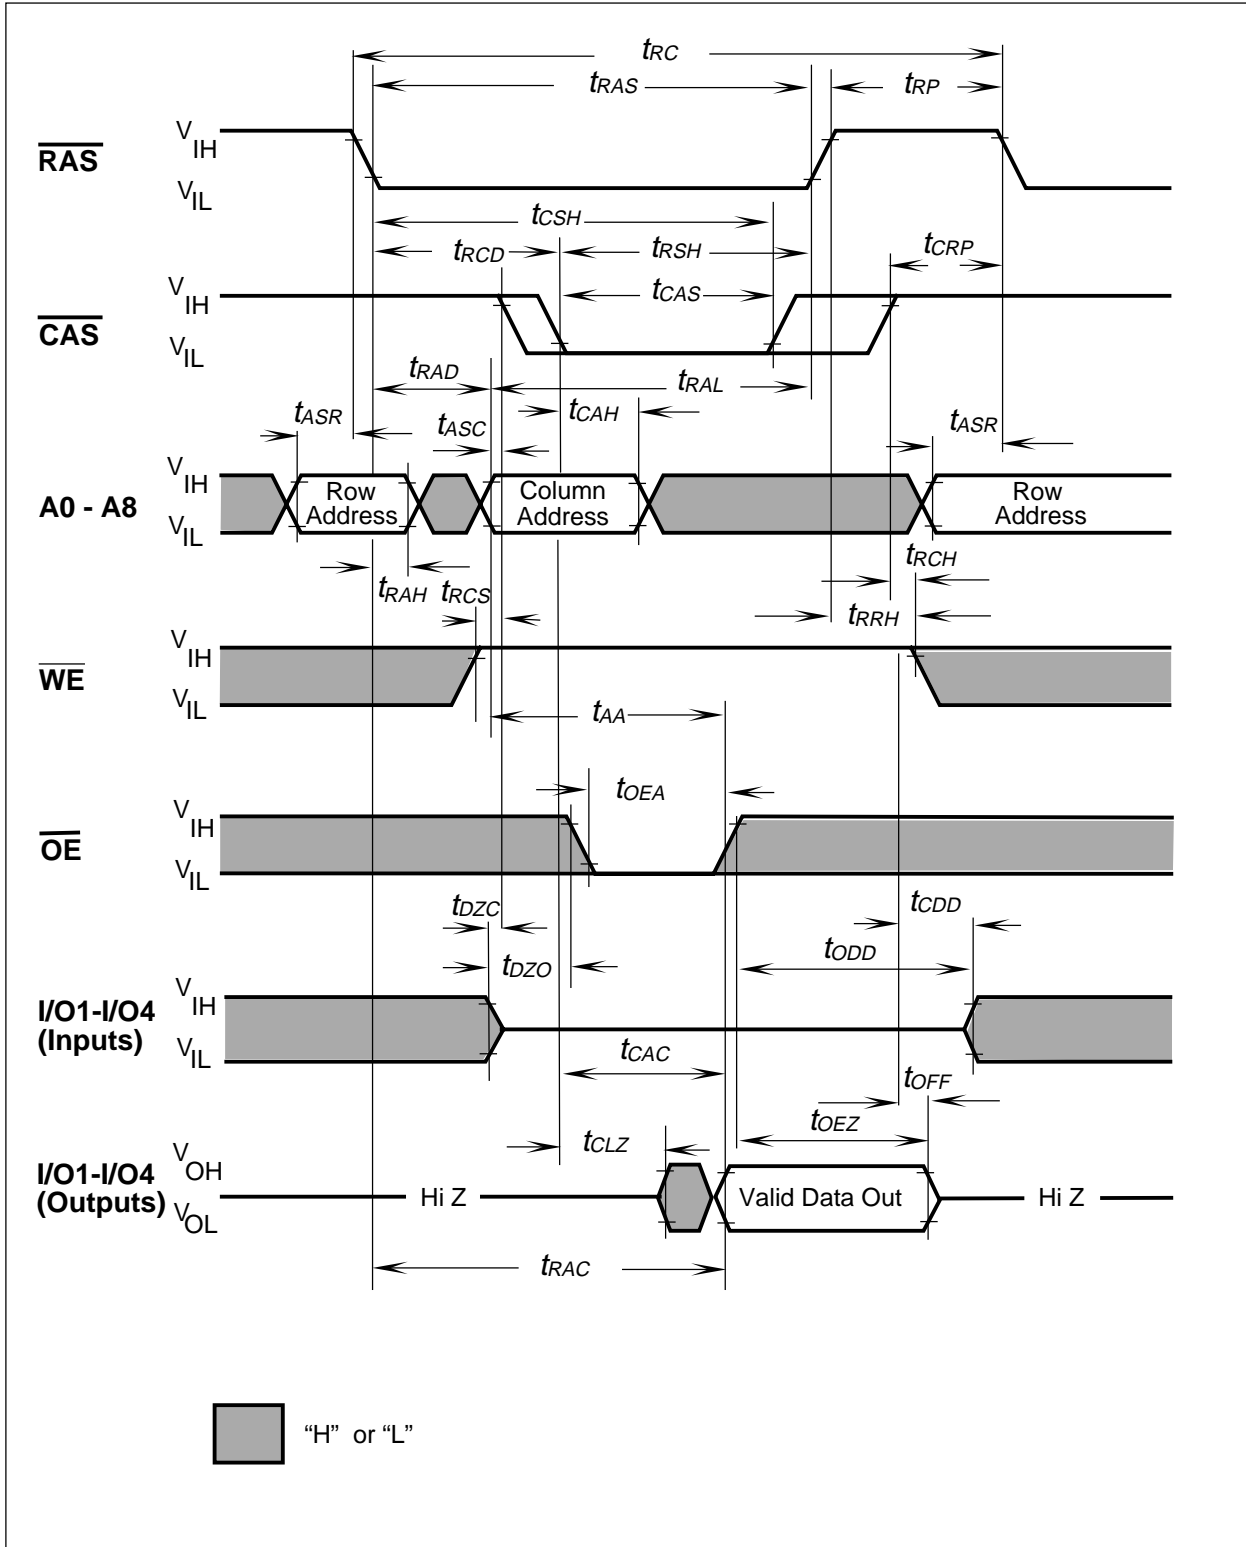 tRC
tRAS
tRP
VIH
RAS
VIL
tCSH
tRCD
tRSH
tCRP
VIH
tCAS
CAS
VIL
tRAD
tRAL
tASR
tASC
tCAH
tASR
VIH
A0 - A8
Row Address
Column Address
Row Address
VIL
tRCH
tRAH
tRCS
tRRH
VIH
WE
VIL
tAA
tOEA
VIH
OE
VIL
tDZC
tCDD
tDZO
tODD
VIH
I/O1-I/O4
(Inputs)
VIL
tCAC
tOFF
tOEZ
tCLZ
VOH
I/O1-I/O4
(Outputs)
Hi Z
Valid Data Out
Hi Z
VOL
tRAC
“H” or “L”